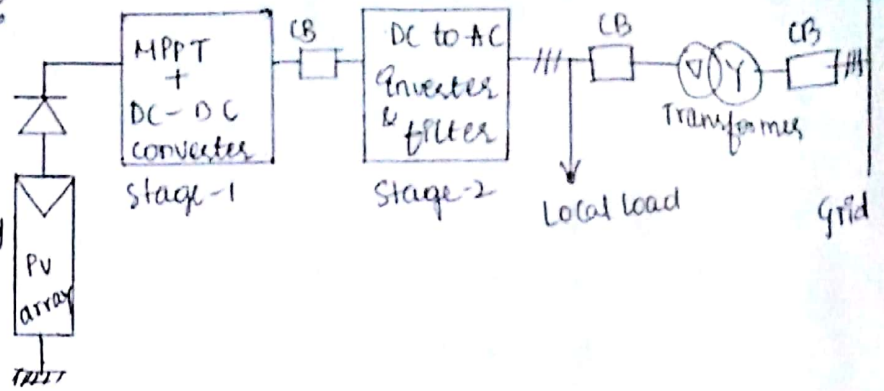 MPPT
+
DC-DC
converter
Stage-1
CB
DC to AC
Inverter
& filter
Stage-2
CB
Local load
Y
Transformer
CB
Grid
PV
array